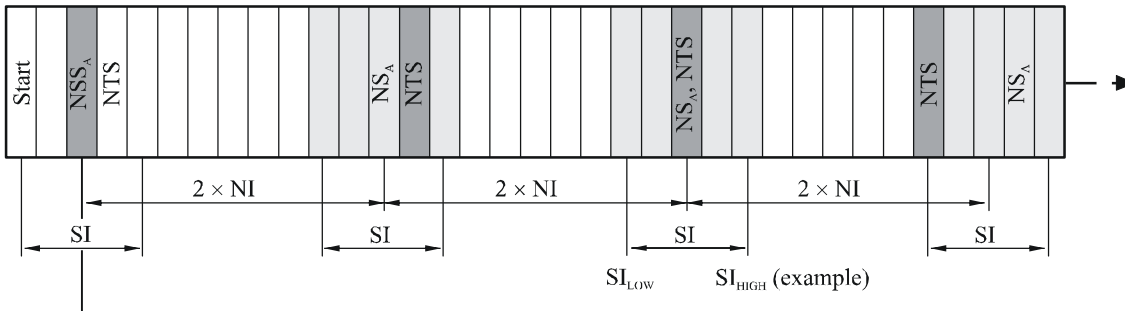 Start
NSS_A
NTS
NS_A
NTS
NS_A, NTS
NTS
NS_A
2 × NI
2 × NI
2 × NI
SI
SI
SI
SI
SI_LOW
SI_HIGH (example)